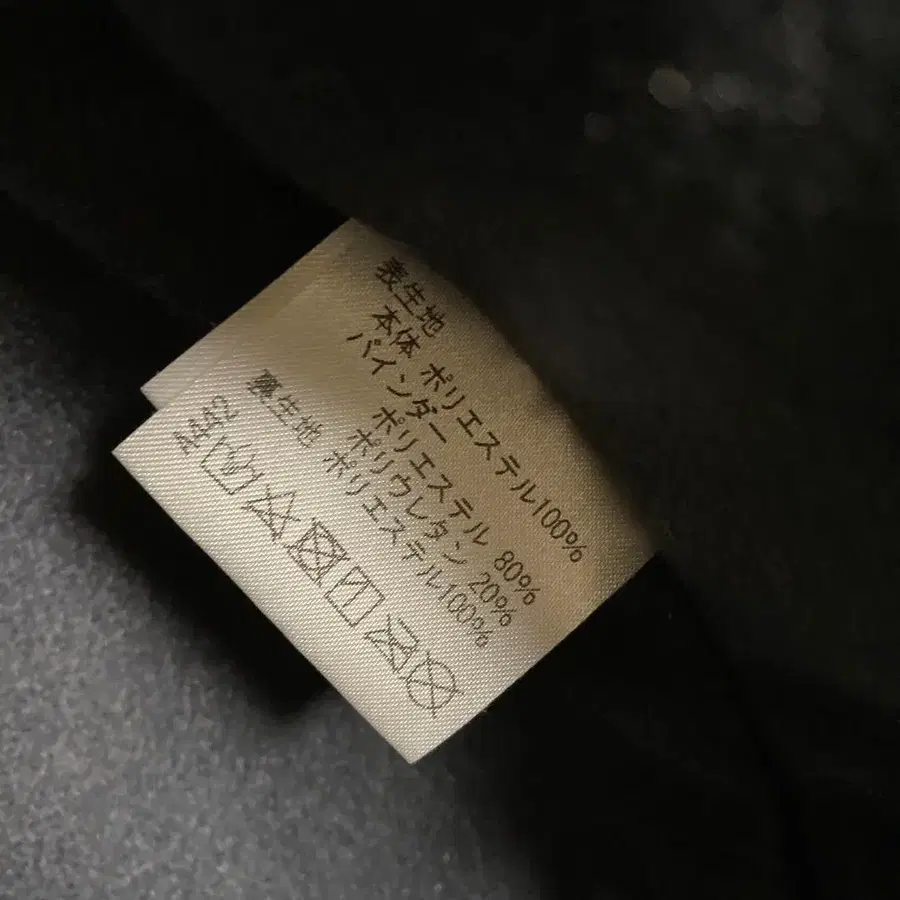 表生地
本体 ポリエステル100%
バインダー
ポリエステル 80%
ポリウレタン 20%
裏生地 ポリエステル100%
A442